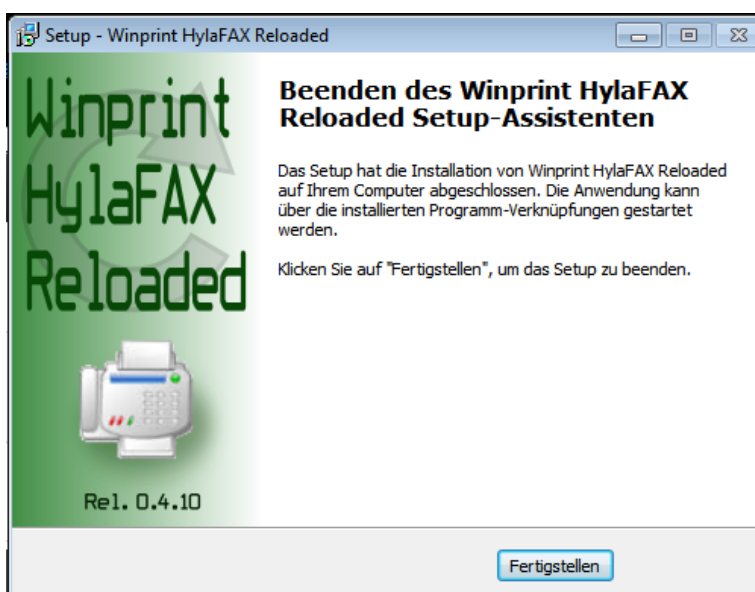 Setup - Winprint HylaFAX Reloaded
Winprint
HylaFAX
Reloaded
Rel. 0.4.10
Beenden des Winprint HylaFAX
Reloaded Setup-Assistenten
Das Setup hat die Installation von Winprint HylaFAX Reloaded
auf Ihrem Computer abgeschlossen. Die Anwendung kann
über die installierten Programm-Verknüpfungen gestartet
werden.
Klicken Sie auf "Fertigstellen", um das Setup zu beenden.
Fertigstellen